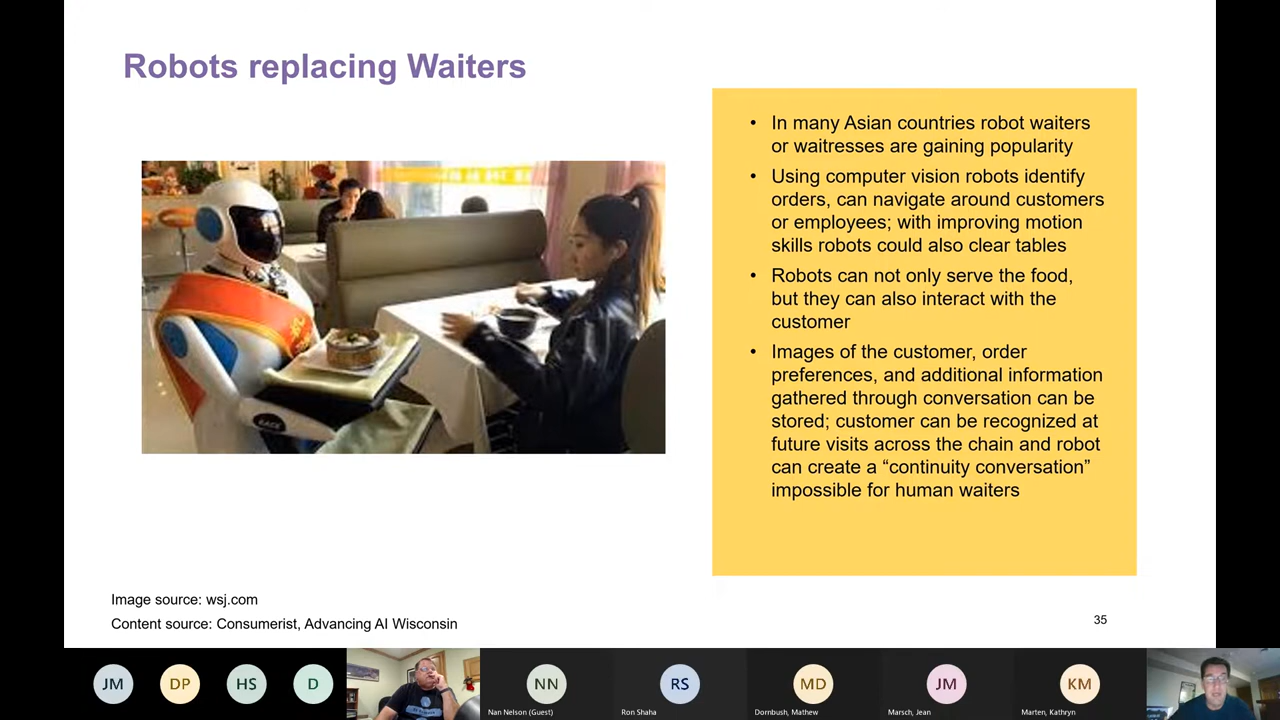 Robots replacing Waiters
• In many Asian countries robot waiters
or waitresses are gaining popularity
• Using computer vision robots identify
orders, can navigate around customers
or employees; with improving motion
skills robots could also clear tables
• Robots can not only serve the food,
but they can also interact with the
customer
• Images of the customer, order
preferences, and additional information
gathered through conversation can be
stored; customer can be recognized at
future visits across the chain and robot
can create a “continuity conversation”
impossible for human waiters
Image source: wsj.com
Content source: Consumerist, Advancing AI Wisconsin
35
JM
DP
HS
D
NN
RS
MD
JM
KM
Nan Nelson (Guest)
Ron Shaha
Dornbush, Mathew
Marsch, Jean
Marten, Kathryn